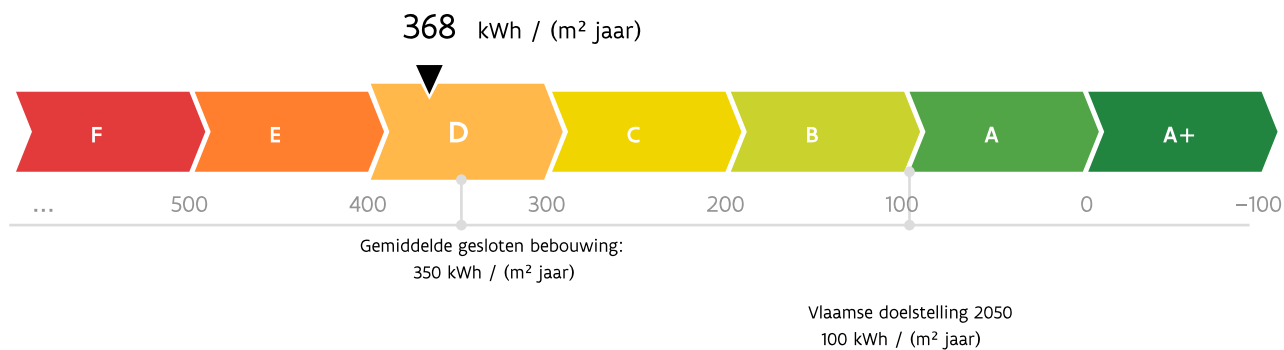 368 kWh / (m² jaar)
F E D C B A A+
... 500 400 300 200 100 0 −100
Gemiddelde gesloten bebouwing:
350 kWh / (m² jaar)
Vlaamse doelstelling 2050
100 kWh / (m² jaar)